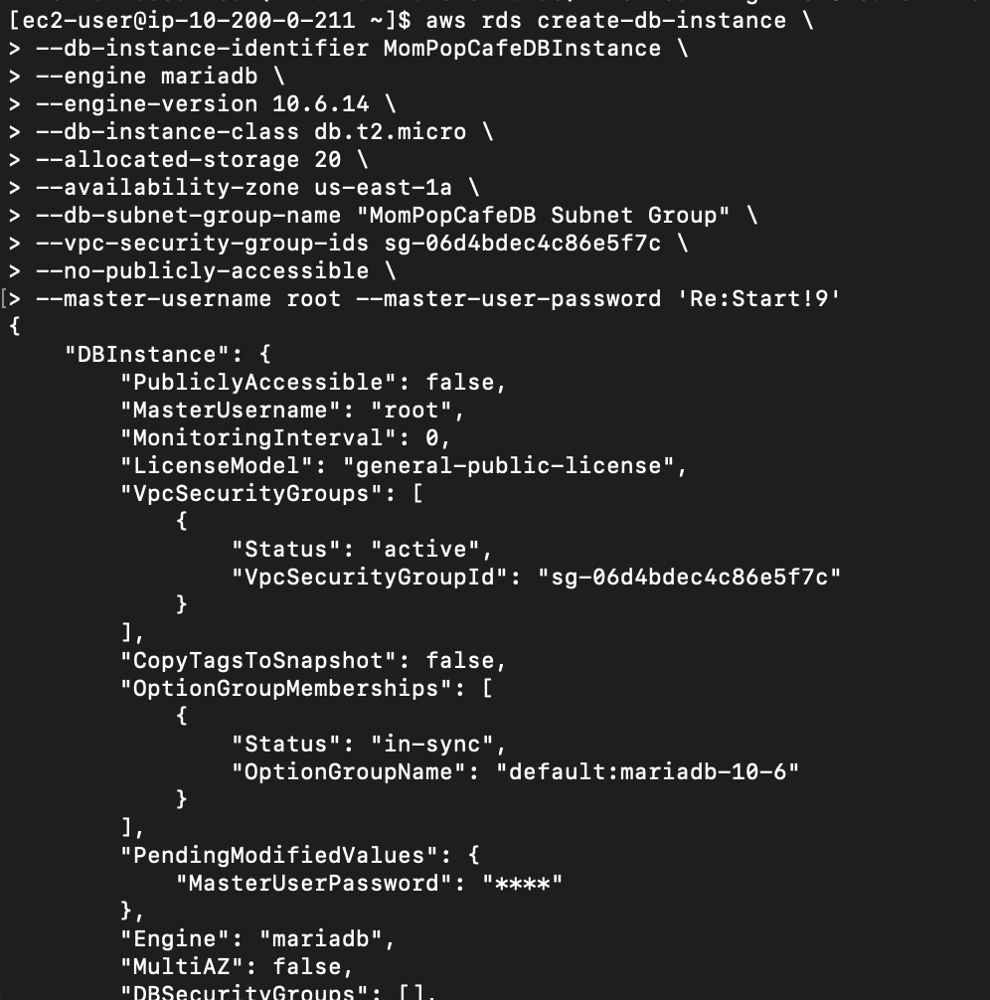 [ec2-user@ip-10-200-0-211 ~]$ aws rds create-db-instance \
> --db-instance-identifier MomPopCafeDBInstance \
> --engine mariadb \
> --engine-version 10.6.14 \
> --db-instance-class db.t2.micro \
> --allocated-storage 20 \
> --availability-zone us-east-1a \
> --db-subnet-group-name "MomPopCafeDB Subnet Group" \
> --vpc-security-group-ids sg-06d4bdec4c86e5f7c \
> --no-publicly-accessible \
[> --master-username root --master-user-password 'Re:Start!9'
{
    "DBInstance": {
        "PubliclyAccessible": false,
        "MasterUsername": "root",
        "MonitoringInterval": 0,
        "LicenseModel": "general-public-license",
        "VpcSecurityGroups": [
            {
                "Status": "active",
                "VpcSecurityGroupId": "sg-06d4bdec4c86e5f7c"
            }
        ],
        "CopyTagsToSnapshot": false,
        "OptionGroupMemberships": [
            {
                "Status": "in-sync",
                "OptionGroupName": "default:mariadb-10-6"
            }
        ],
        "PendingModifiedValues": {
            "MasterUserPassword": "****"
        },
        "Engine": "mariadb",
        "MultiAZ": false,
        "DBSecurityGroups": [],